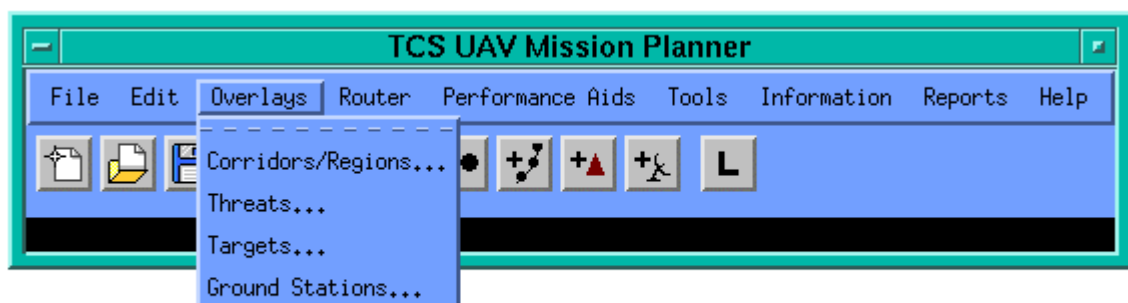 TCS UAV Mission Planner
File Edit Overlays Router Performance Aids Tools Information Reports Help
Corridors/Regions...
L
Threats...
Targets...
Ground Stations...